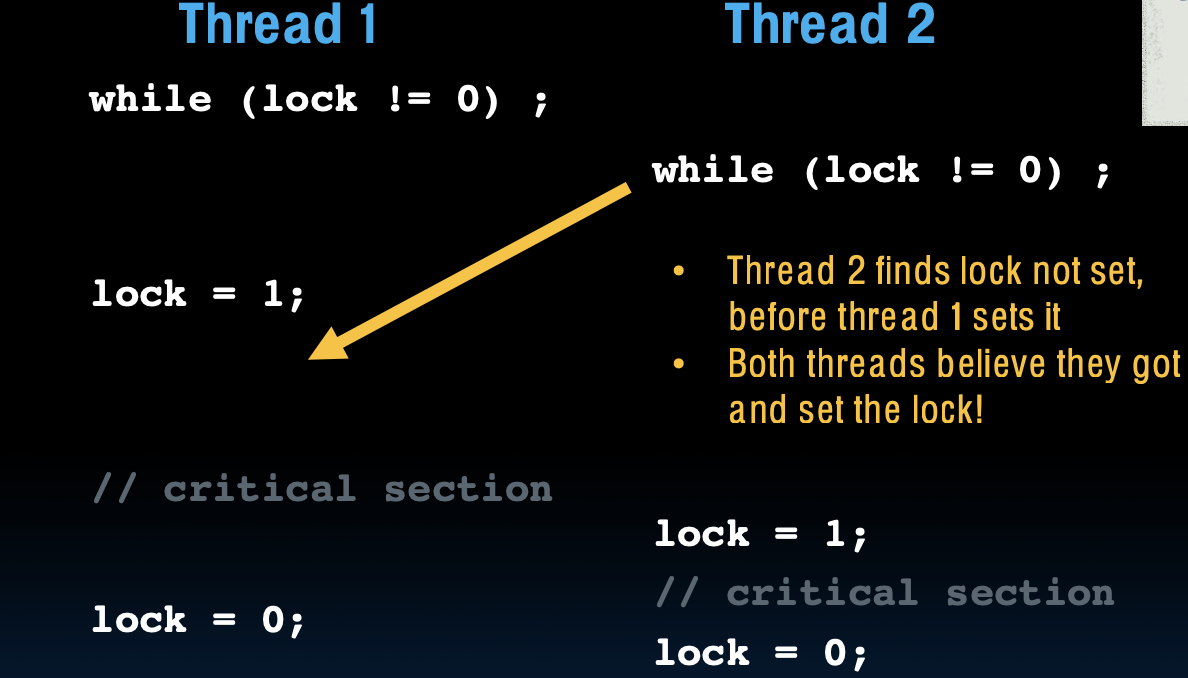 Thread 1
Thread 2
while (lock != 0) ;
while (lock != 0) ;
• Thread 2 finds lock not set,
before thread 1 sets it
lock = 1;
• Both threads believe they got
and set the lock!
// critical section
lock = 1;
// critical section
lock = 0;
lock = 0;